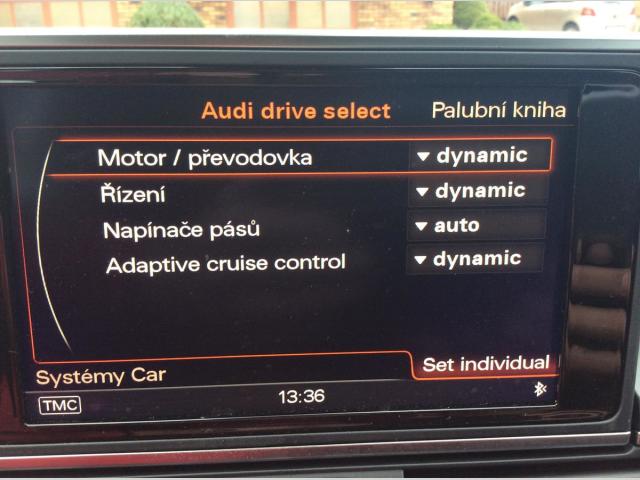 Audi drive select Palubní kniha
Motor / převodovka dynamic
Řízení dynamic
Napínače pásů auto
Adaptive cruise control dynamic
Set individual
Systémy Car
TMC 13:36